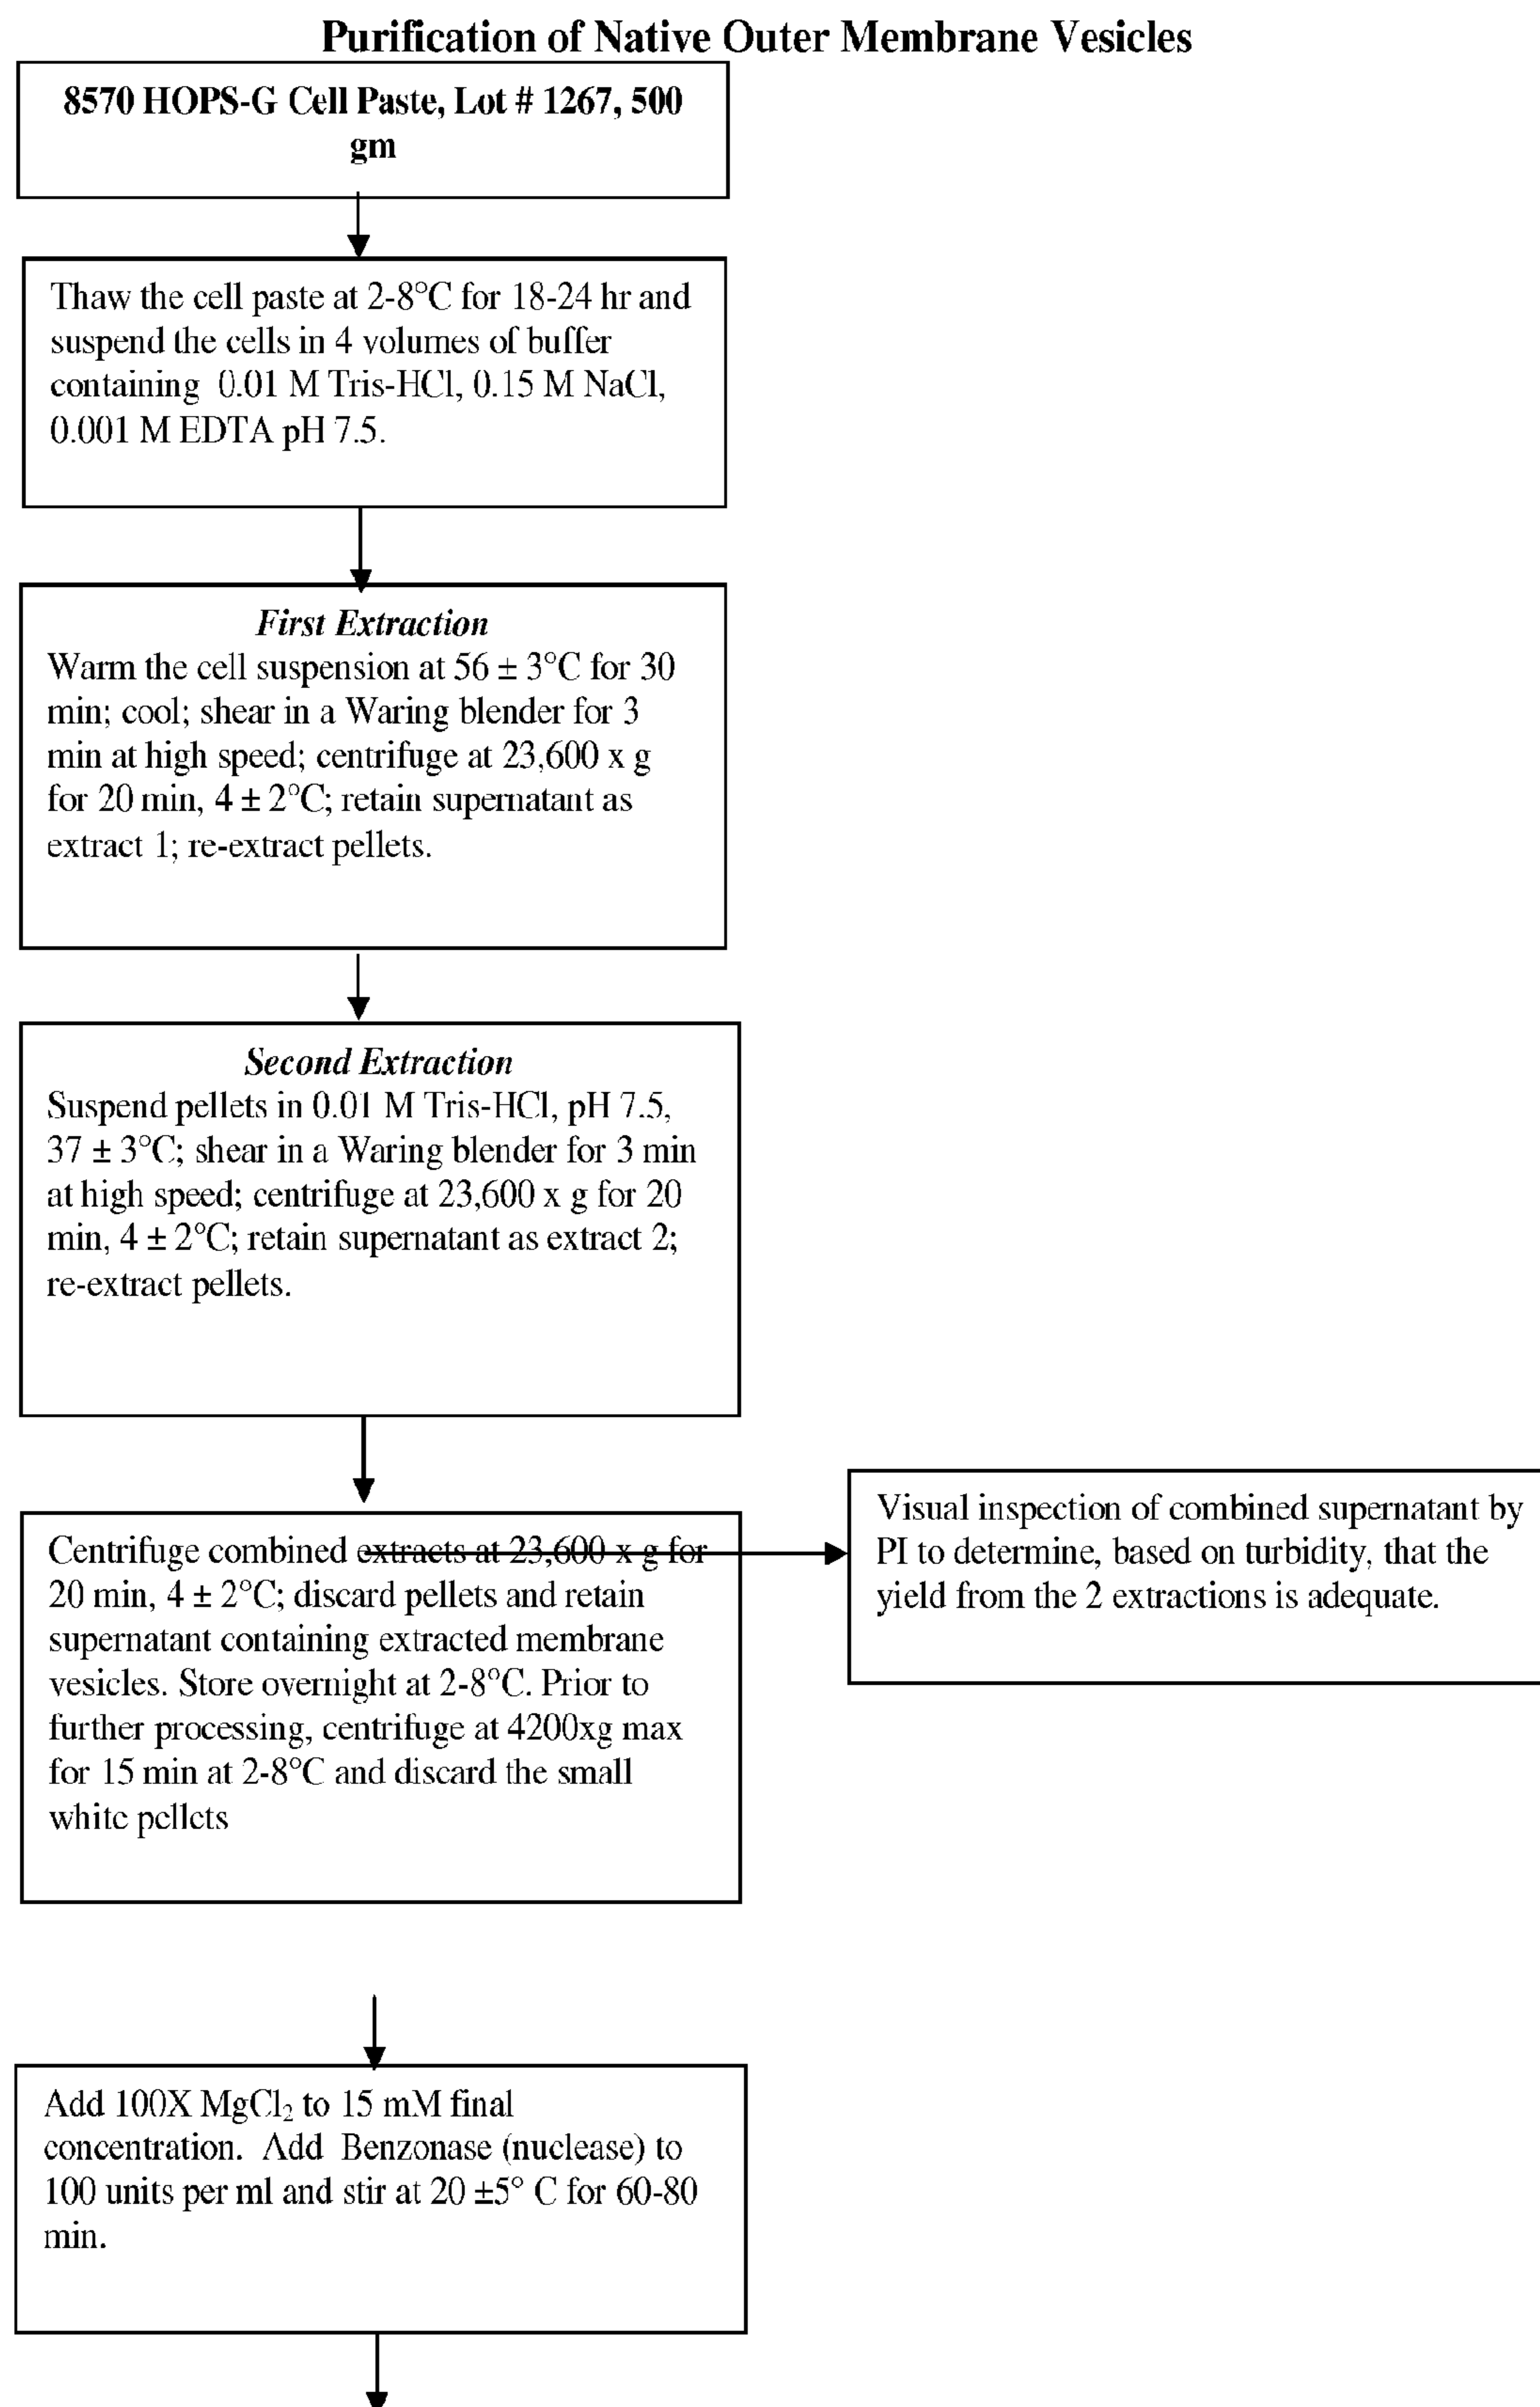 Purification of Native Outer Membrane Vesicles
8570 HOPS-G Cell Paste, Lot # 1267, 500
gm
Thaw the cell paste at 2-8°C for 18-24 hr and
suspend the cells in 4 volumes of buffer
containing 0.01 M Tris-HCl, 0.15 M NaCl,
0.001 M EDTA pH 7.5.
First Extraction
Warm the cell suspension at 56 ± 3°C for 30
min; cool; shear in a Waring blender for 3
min at high speed; centrifuge at 23,600 x g
for 20 min, 4 ± 2°C; retain supernatant as
extract 1; re-extract pellets.
Second Extraction
Suspend pellets in 0.01 M Tris-HCl, pH 7.5,
37 ± 3°C; shear in a Waring blender for 3 min
at high speed; centrifuge at 23,600 x g for 20
min, 4 ± 2°C; retain supernatant as extract 2;
re-extract pellets.
Centrifuge combined extracts at 23,600 x g for
20 min, 4 ± 2°C; discard pellets and retain
supernatant containing extracted membrane
vesicles. Store overnight at 2-8°C. Prior to
further processing, centrifuge at 4200xg max
for 15 min at 2-8°C and discard the small
white pellets
Visual inspection of combined supernatant by
PI to determine, based on turbidity, that the
yield from the 2 extractions is adequate.
Add 100X MgCl₂ to 15 mM final
concentration. Add Benzonase (nuclease) to
100 units per ml and stir at 20 ±5° C for 60-80
min.